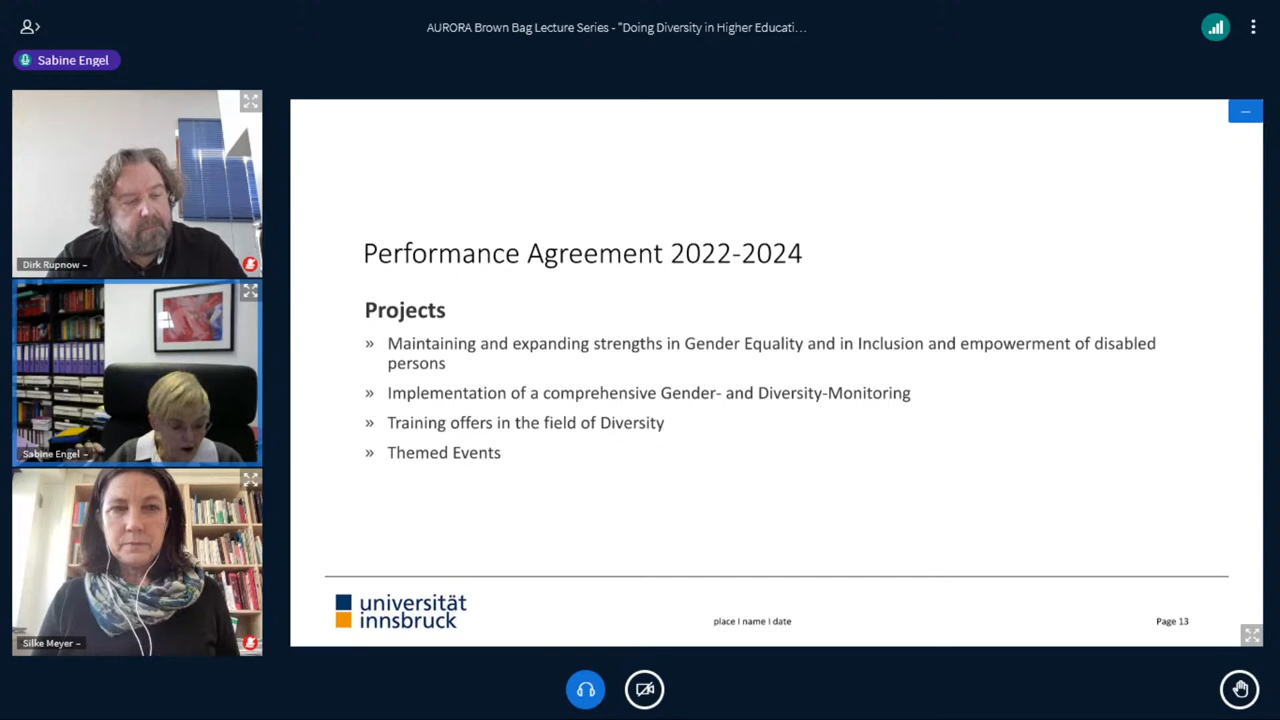 AURORA Brown Bag Lecture Series - "Doing Diversity in Higher Educati...
Sabine Engel
Dirk Rupnow –
Sabine Engel –
Silke Meyer –
Performance Agreement 2022-2024
Projects
» Maintaining and expanding strengths in Gender Equality and in Inclusion and empowerment of disabled
persons
» Implementation of a comprehensive Gender- and Diversity-Monitoring
» Training offers in the field of Diversity
» Themed Events
universität
innsbruck
place I name I date
Page 13